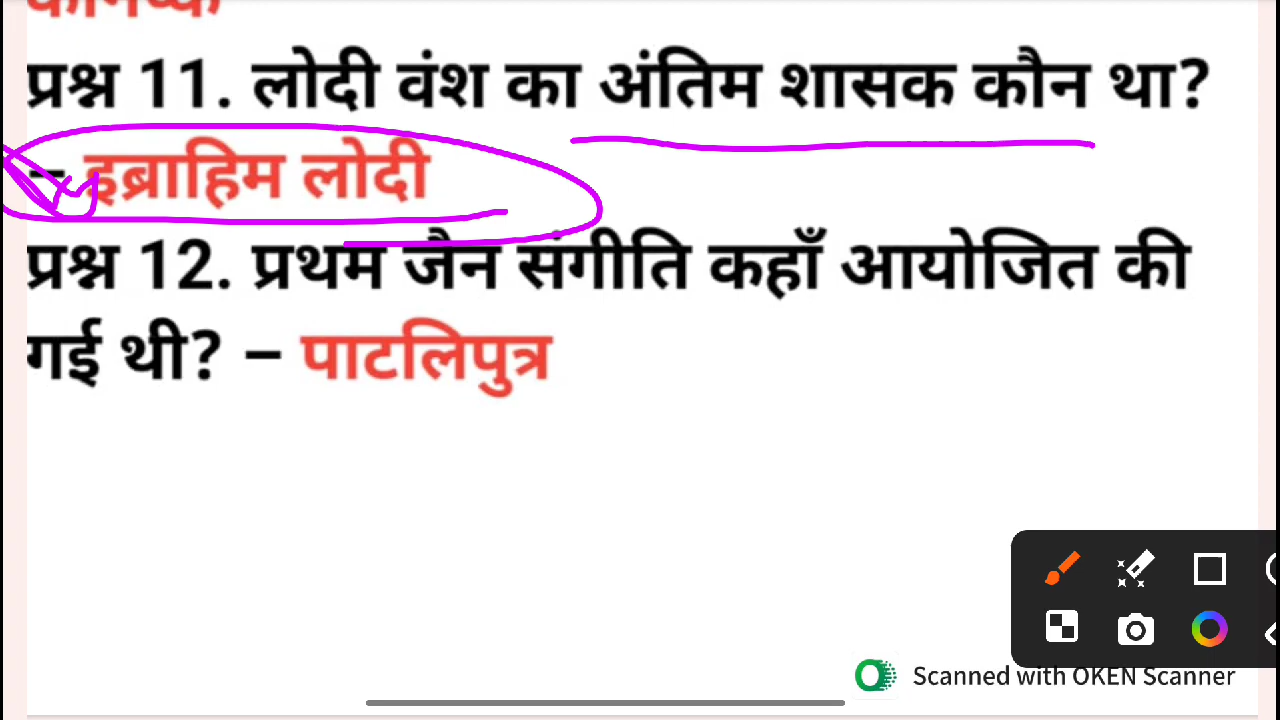 प्रश्न 11. लोदी वंश का अंतिम शासक कौन था?
– इब्राहिम लोदी
प्रश्न 12. प्रथम जैन संगीति कहाँ आयोजित की
गई थी? – पाटलिपुत्र
Scanned with OKEN Scanner